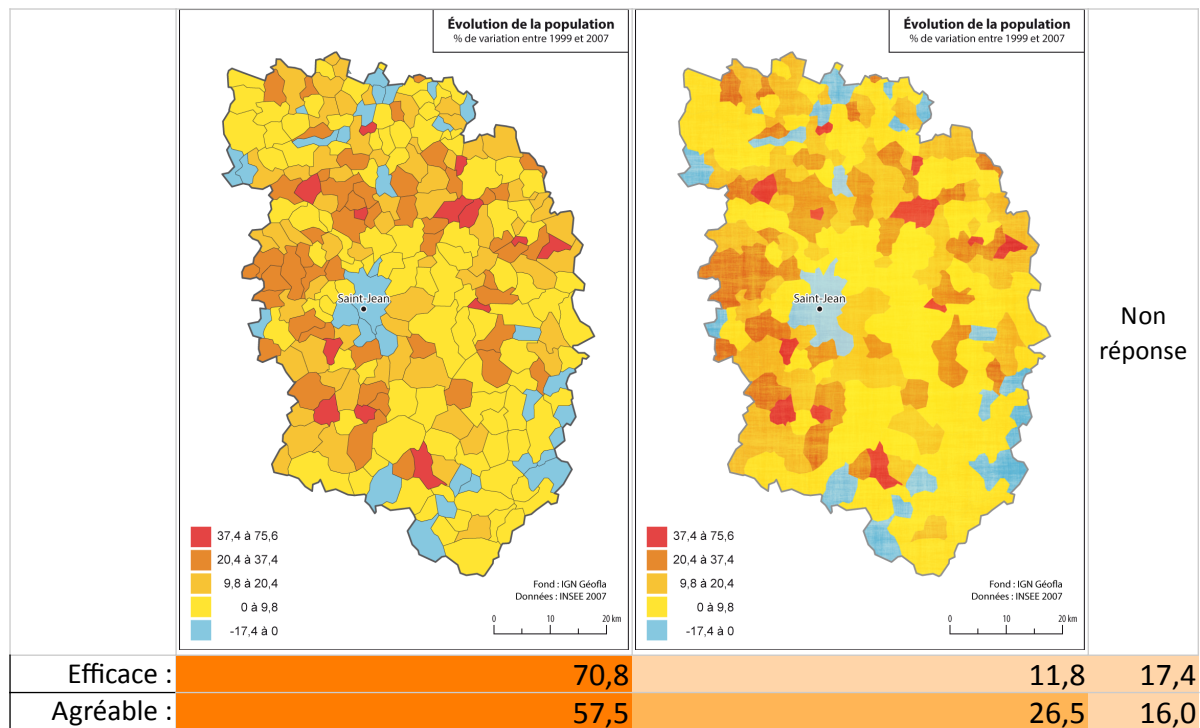 Évolution de la population
% de variation entre 1999 et 2007
Saint-Jean
37,4 à 75,6
20,4 à 37,4
9,8 à 20,4
0 à 9,8
-17,4 à 0
Fond : IGN Géofla
Données : INSEE 2007
0 10 20 km
Évolution de la population
% de variation entre 1999 et 2007
Saint-Jean
37,4 à 75,6
20,4 à 37,4
9,8 à 20,4
0 à 9,8
-17,4 à 0
Fond : IGN Géofla
Données : INSEE 2007
0 10 20 km
Non
réponse
Efficace : 70,8 11,8 17,4
Agréable : 57,5 26,5 16,0